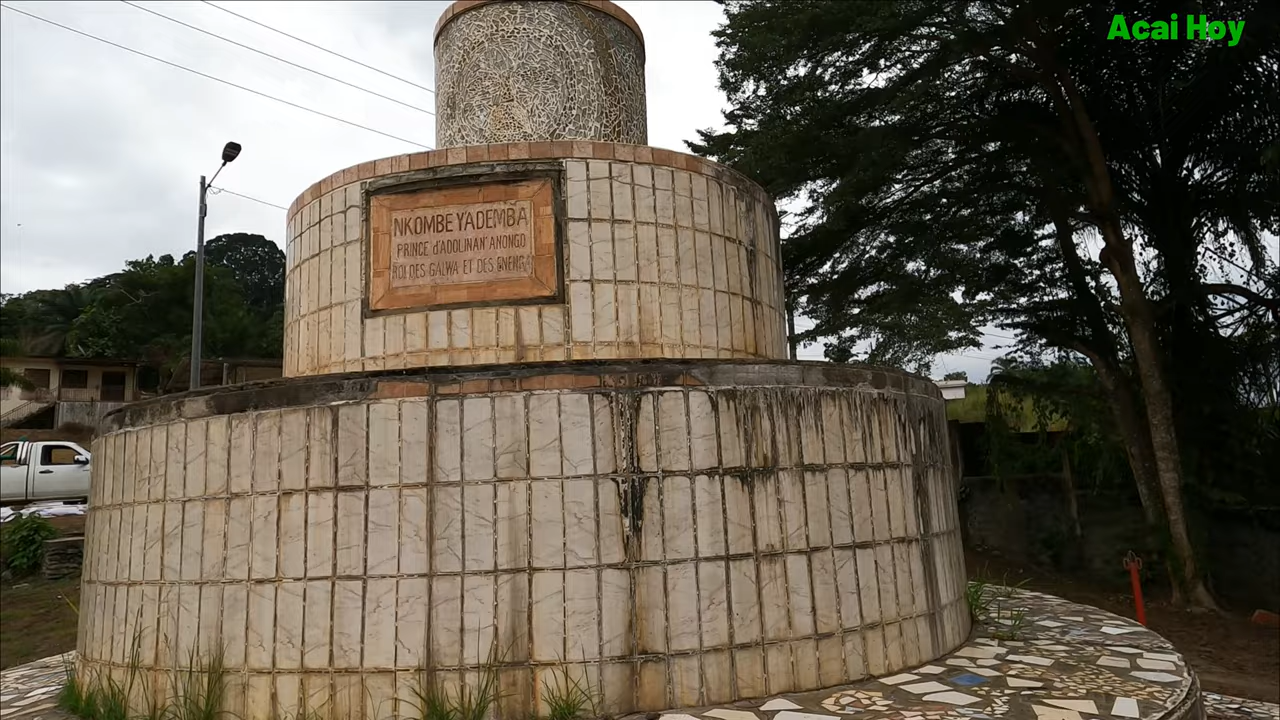 Acai Hoy
NKOMBE YADEMBA
PRINCE d'ADOLINAN'ANONGO
ROI DES GALWA ET DES ENENGA